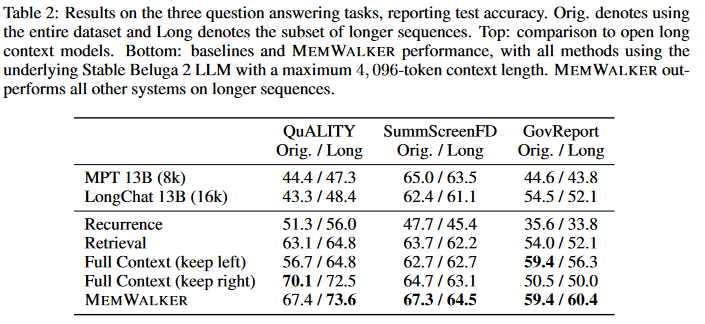 Table 2: Results on the three question answering tasks, reporting test accuracy. Orig. denotes using
the entire dataset and Long denotes the subset of longer sequences. Top: comparison to open long
context models. Bottom: baselines and MEMWALKER performance, with all methods using the
underlying Stable Beluga 2 LLM with a maximum 4,096-token context length. MEMWALKER out-
performs all other systems on longer sequences.
QuALITY SummScreenFD GovReport
Orig. / Long Orig. / Long Orig. / Long
MPT 13B (8k) 44.4 / 47.3 65.0 / 63.5 44.6 / 43.8
LongChat 13B (16k) 43.3 / 48.4 62.4 / 61.1 54.5 / 52.1
Recurrence 51.3 / 56.0 47.7 / 45.4 35.6 / 33.8
Retrieval 63.1 / 64.8 63.7 / 62.2 54.0 / 52.1
Full Context (keep left) 56.7 / 64.8 62.7 / 62.7 59.4 / 56.3
Full Context (keep right) 70.1 / 72.5 64.7 / 63.1 50.5 / 50.0
MEMWALKER 67.4 / 73.6 67.3 / 64.5 59.4 / 60.4